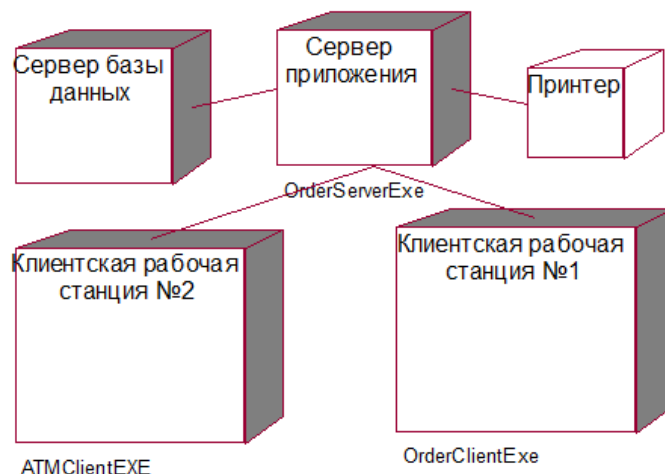 Сервер базы
данных
Сервер
приложения
Принтер
OrderServerExe
Клиентская рабочая
станция №2
Клиентская рабочая
станция №1
ATMClientEXE
OrderClientExe